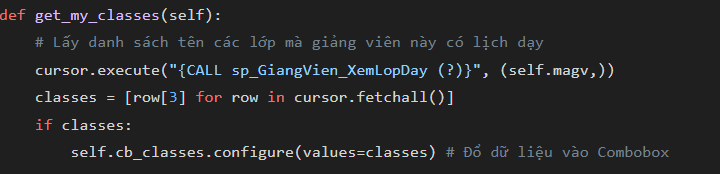 def get_my_classes(self):
    # Lấy danh sách tên các lớp mà giảng viên này có lịch dạy
    cursor.execute("{CALL sp_GiangVien_XemLopDay (?)}", (self.magv,))
    classes = [row[3] for row in cursor.fetchall()]
    if classes:
        self.cb_classes.configure(values=classes) # Đổ dữ liệu vào Combobox